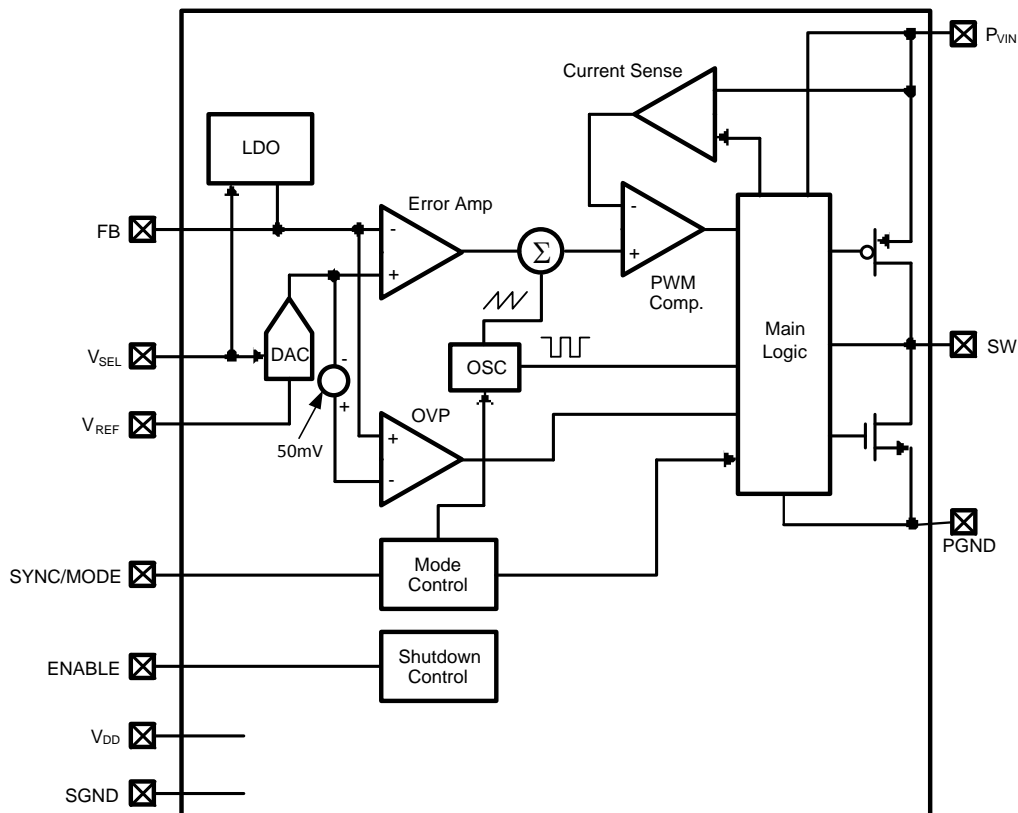 PVIN
Current Sense
LDO
FB
Error Amp
-
+
Σ
-
+
PWM
Comp.
Main
Logic
VSEL
DAC
-
+
OSC
SW
VREF
50mV
OVP
+
-
PGND
SYNC/MODE
Mode
Control
ENABLE
Shutdown
Control
VDD
SGND